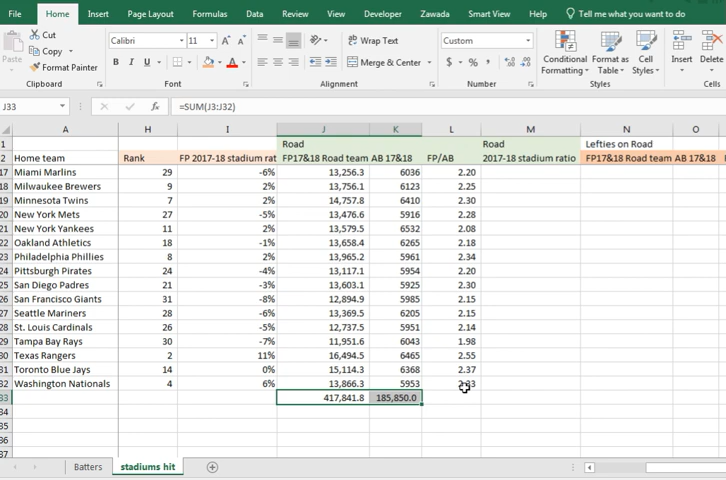 File Home Insert Page Layout Formulas Data Review View Developer Zawada Smart View Help Tell me what you want to do
Cut
Copy
Format Painter
Paste
Clipboard
Calibri 11
B I U
Font
Wrap Text
Merge & Center
Alignment
Custom
$ % ,
Number
Conditional Formatting
Format as Table
Cell Styles
Styles
Insert
Delete
J33 fx =SUM(J3:J32)
A H I J K L M N O
1 Road Road Lefties on Road
2 Home team Rank FP 2017-18 stadium rat FP17&18 Road team AB 17&18 FP/AB 2017-18 stadium ratio FP17&18 Road team AB 17&18
17 Miami Marlins 29 -6% 13,256.3 6036 2.20
18 Milwaukee Brewers 9 2% 13,756.1 6123 2.25
19 Minnesota Twins 7 2% 14,757.8 6410 2.30
20 New York Mets 27 -5% 13,476.6 5916 2.28
21 New York Yankees 11 2% 13,579.5 6532 2.08
22 Oakland Athletics 18 -1% 13,658.4 6265 2.18
23 Philadelphia Phillies 8 2% 13,965.2 5961 2.34
24 Pittsburgh Pirates 24 -4% 13,117.1 5954 2.20
25 San Diego Padres 21 -3% 13,603.1 5925 2.30
26 San Francisco Giants 31 -8% 12,894.9 5985 2.15
27 Seattle Mariners 28 -6% 13,369.5 6205 2.15
28 St. Louis Cardinals 26 -5% 12,737.5 5951 2.14
29 Tampa Bay Rays 30 -7% 11,951.6 6043 1.98
30 Texas Rangers 2 11% 16,494.5 6465 2.55
31 Toronto Blue Jays 14 0% 15,114.3 6368 2.37
32 Washington Nationals 4 6% 13,866.3 5953 2.33
33 417,841.8 185,850.0
34
35
36
37
Batters stadiums hit